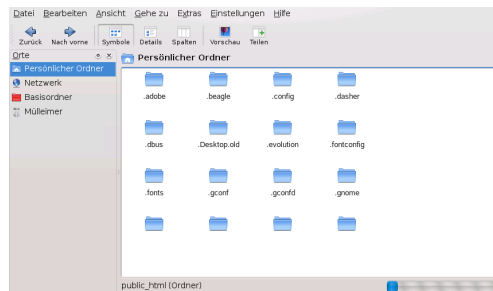 Datei Bearbeiten Ansicht Gehe zu Extras Einstellungen Hilfe
Zurück Nach vorne Symbole Details Spalten Vorschau Teilen
Orte
Persönlicher Ordner
Netzwerk
Basisordner
Mülleimer
Persönlicher Ordner
.adobe .beagle .config .dasher
.dbus .Desktop.old .evolution .fontconfig
.fonts .gconf .gconfd .gnome
public_html (Ordner)